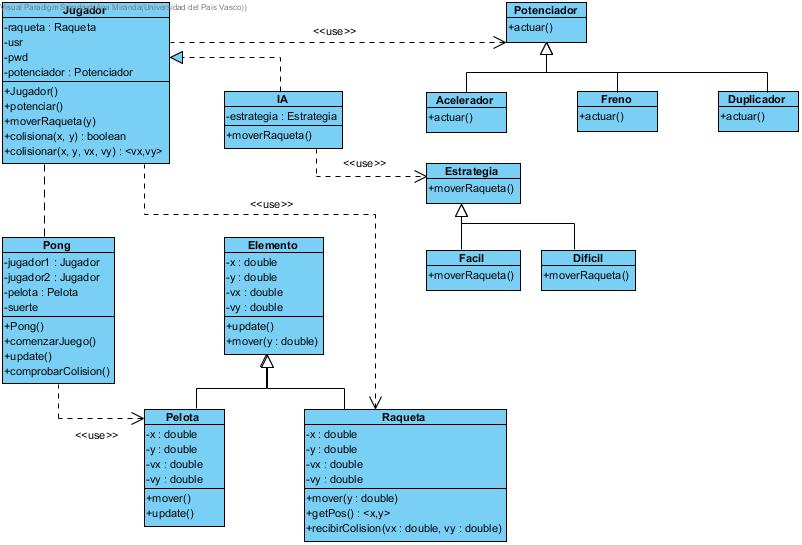 Jugador
-raqueta : Raqueta
-usr
-pwd
-potenciador : Potenciador
+Jugador()
+potenciar()
+moverRaqueta(y)
+colisiona(x, y) : boolean
+colisionar(x, y, vx, vy) : <vx,vy>
<<use>>
Potenciador
+actuar()
IA
-estrategia : Estrategia
+moverRaqueta()
Acelerador
+actuar()
Freno
+actuar()
Duplicador
+actuar()
<<use>>
Estrategia
+moverRaqueta()
<<use>>
Pong
-jugador1 : Jugador
-jugador2 : Jugador
-pelota : Pelota
-suerte
+Pong()
+comenzarJuego()
+update()
+comprobarColision()
Elemento
-x : double
-y : double
-vx : double
-vy : double
+update()
+mover(y : double)
Facil
+moverRaqueta()
Dificil
+moverRaqueta()
<<use>>
Pelota
-x : double
-y : double
-vx : double
-vy : double
+mover()
+update()
Raqueta
-x : double
-y : double
-vx : double
-vy : double
+mover(y : double)
+getPos() : <x,y>
+recibirColision(vx : double, vy : double)
Visual Paradigm
Miranda(Universidad del Pais Vasco))